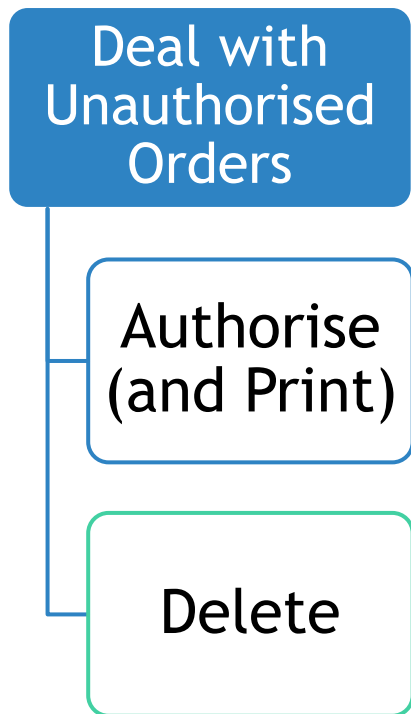 Deal with
Unauthorised
Orders
Authorise
(and Print)
Delete